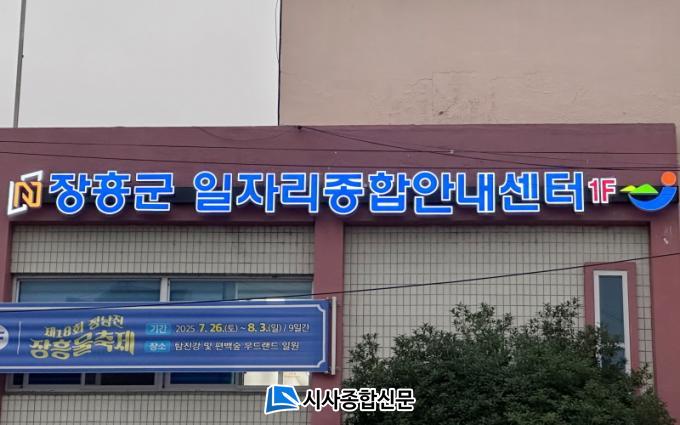 장흥군 일자리종합안내센터 1F
제18회 정남진
장흥물축제
기간 2025 7. 26.(토) ~ 8. 3.(일) / 9일간
장소 탐진강 및 편백숲 우드랜드 일원
시사종합신문